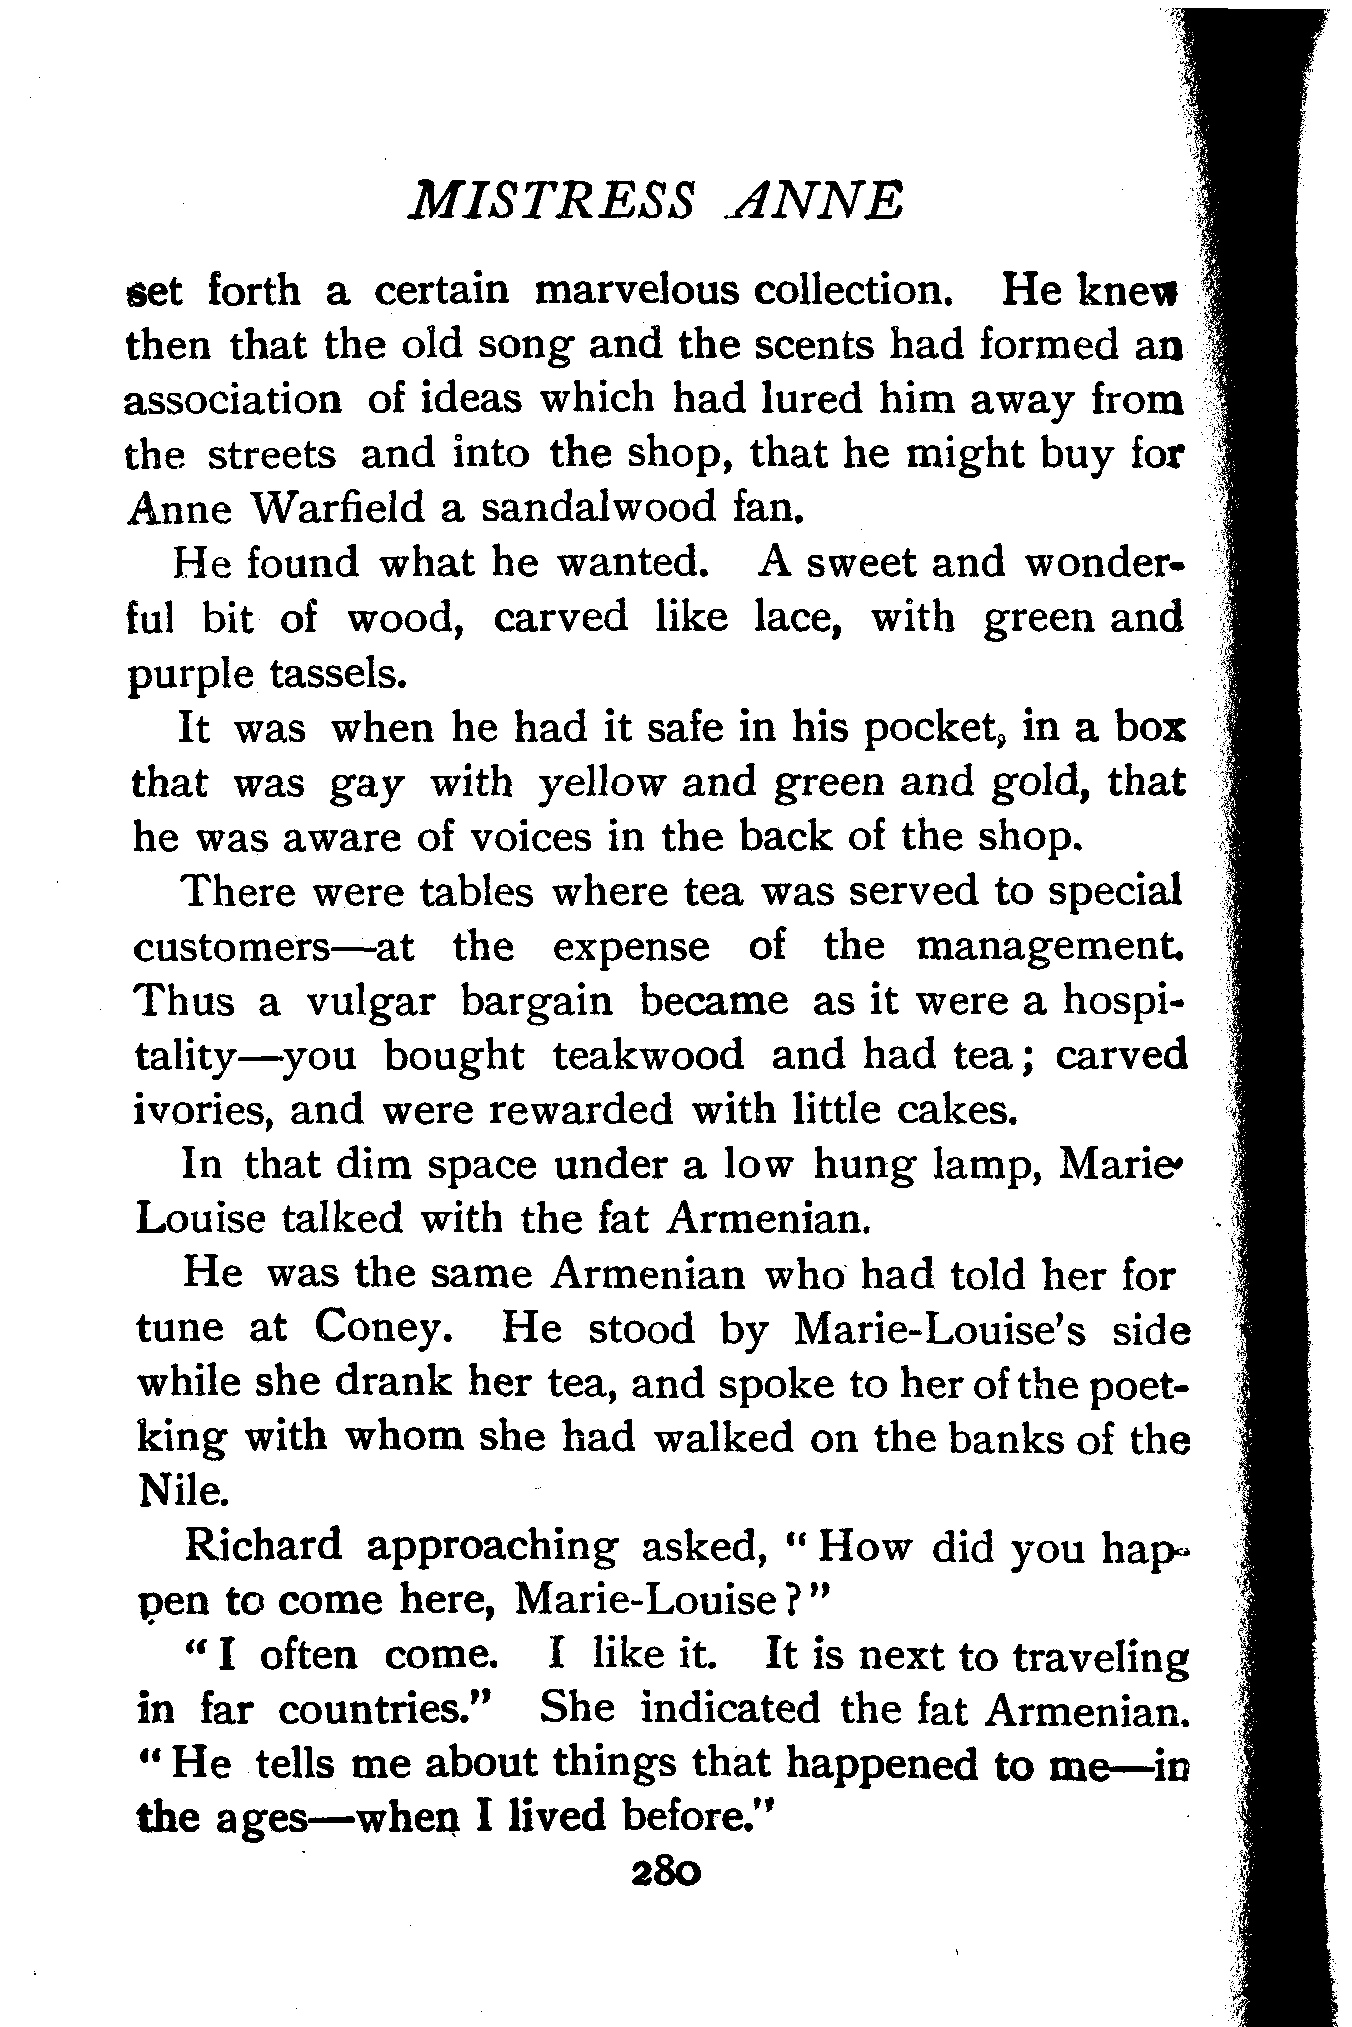 MISTRESS ANNE
set forth a certain marvelous collection. He knew
then that the old song and the scents had formed an
association of ideas which had lured him away from
the streets and into the shop, that he might buy for
Anne Warfield a sandalwood fan.
He found what he wanted. A sweet and wonder-
ful bit of wood, carved like lace, with green and
purple tassels.
It was when he had it safe in his pocket, in a box
that was gay with yellow and green and gold, that
he was aware of voices in the back of the shop.
There were tables where tea was served to special
customers—at the expense of the management.
Thus a vulgar bargain became as it were a hospi-
tality—you bought teakwood and had tea; carved
ivories, and were rewarded with little cakes.
In that dim space under a low hung lamp, Marie-
Louise talked with the fat Armenian.
He was the same Armenian who had told her for
tune at Coney. He stood by Marie-Louise's side
while she drank her tea, and spoke to her of the poet-
king with whom she had walked on the banks of the
Nile.
Richard approaching asked, "How did you hap-
pen to come here, Marie-Louise?"
"I often come. I like it. It is next to traveling
in far countries." She indicated the fat Armenian.
"He tells me about things that happened to me—in
the ages—when I lived before."
280